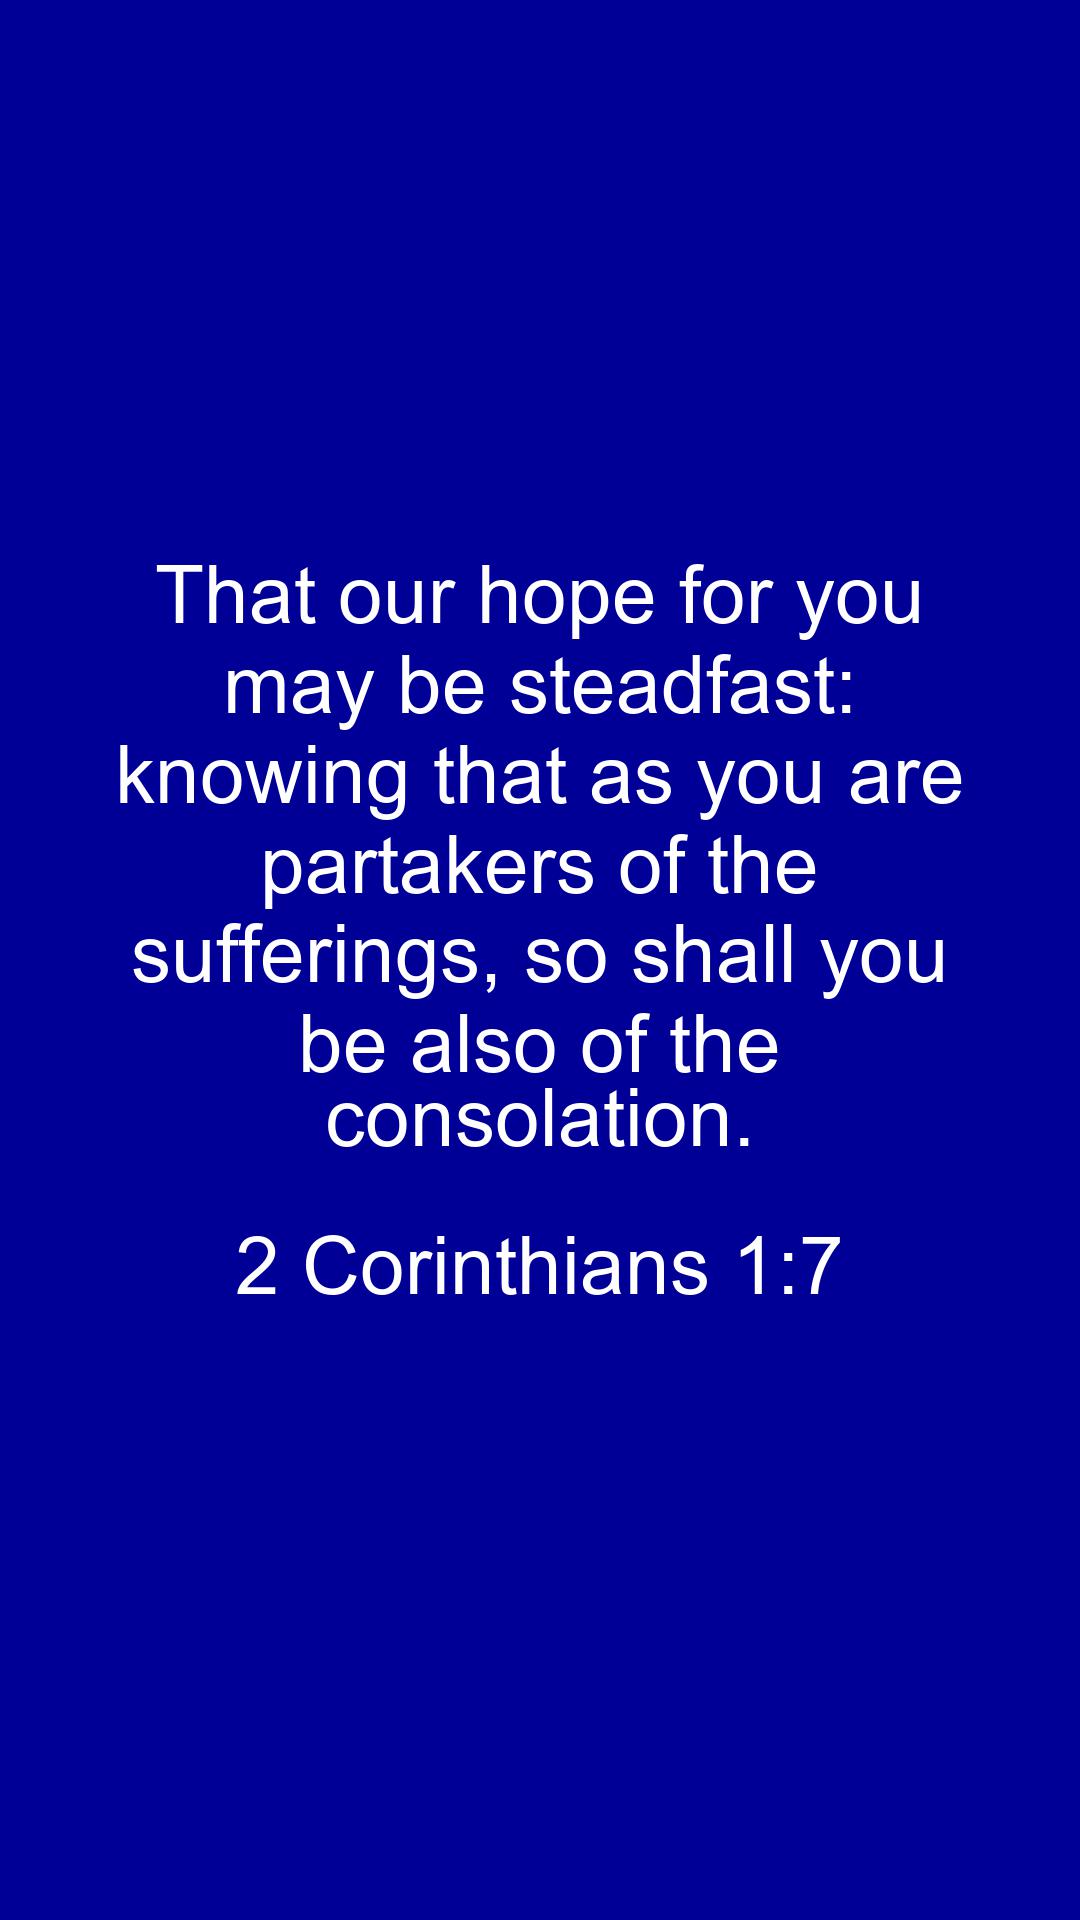 That our hope for you
may be steadfast:
knowing that as you are
partakers of the
sufferings, so shall you
be also of the
consolation.
2 Corinthians 1:7